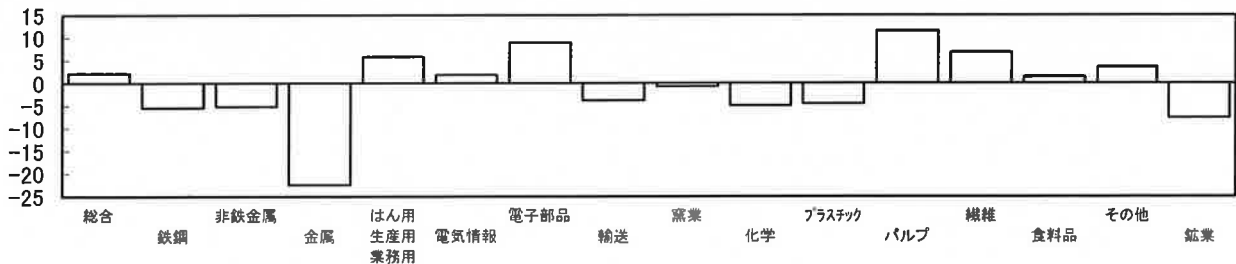 15
10
5
0
−5
−10
−15
−20
−25
総合
鉄鋼
非鉄金属
金属
はん用
生産用
業務用
電気情報
電子部品
輸送
窯業
化学
プラスチック
パルプ
繊維
食料品
その他
鉱業